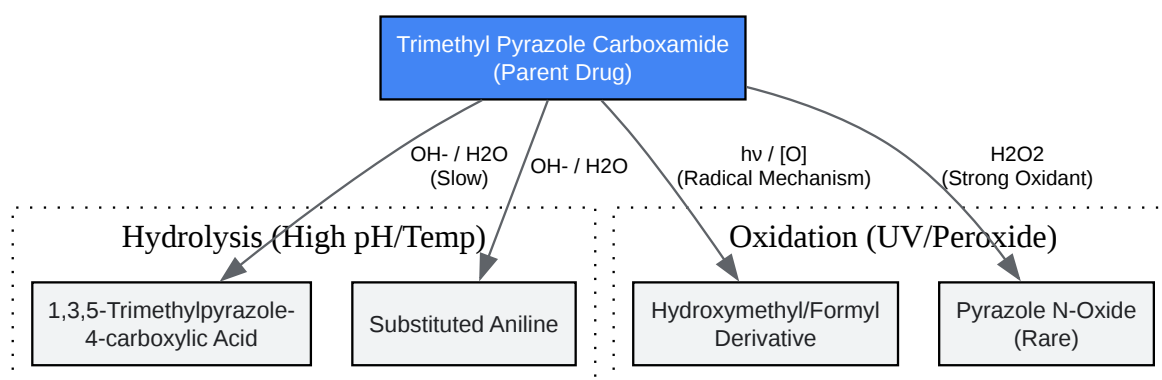 Trimethyl Pyrazole Carboxamide
(Parent Drug)
OH- / H2O
(Slow)
OH- / H2O
hν / [O]
(Radical Mechanism)
H2O2
(Strong Oxidant)
Hydrolysis (High pH/Temp)
Oxidation (UV/Peroxide)
1,3,5-Trimethylpyrazole-
4-carboxylic Acid
Substituted Aniline
Hydroxymethyl/Formyl
Derivative
Pyrazole N-Oxide
(Rare)